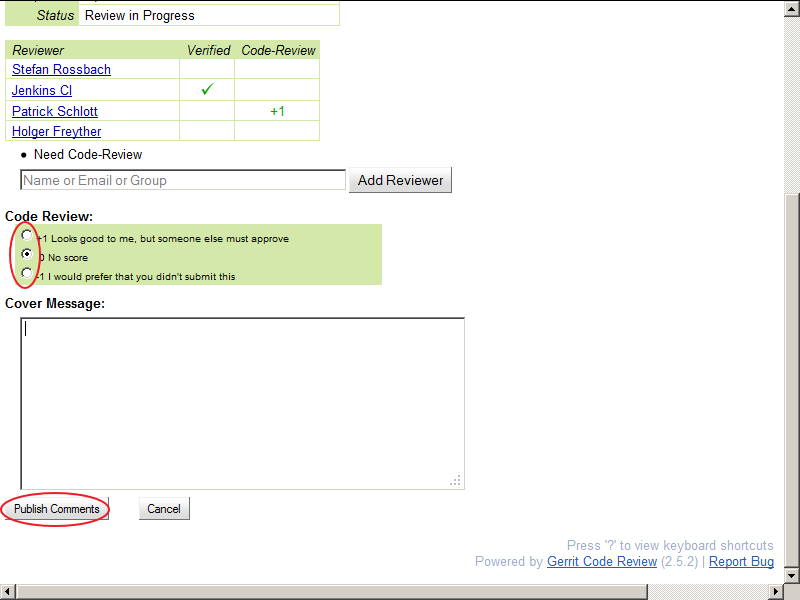 Status Review in Progress
Reviewer Verified Code-Review
Stefan Rossbach
Jenkins CI
Patrick Schlott +1
Holger Freyther
Need Code-Review
Name or Email or Group Add Reviewer
Code Review:
+1 Looks good to me, but someone else must approve
0 No score
-1 I would prefer that you didn't submit this
Cover Message:
Publish Comments Cancel
Press '?' to view keyboard shortcuts
Powered by Gerrit Code Review (2.5.2) | Report Bug